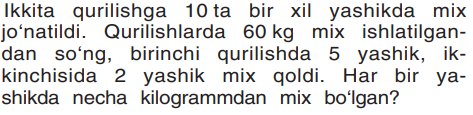 Ikkita qurilishga 10 ta bir xil yashikda mix
jo‘natildi. Qurilishlarda 60 kg mix ishlatilgan-
dan so‘ng, birinchi qurilishda 5 yashik, ik-
kinchisida 2 yashik mix qoldi. Har bir ya-
shikda necha kilogrammdan mix bo‘lgan?